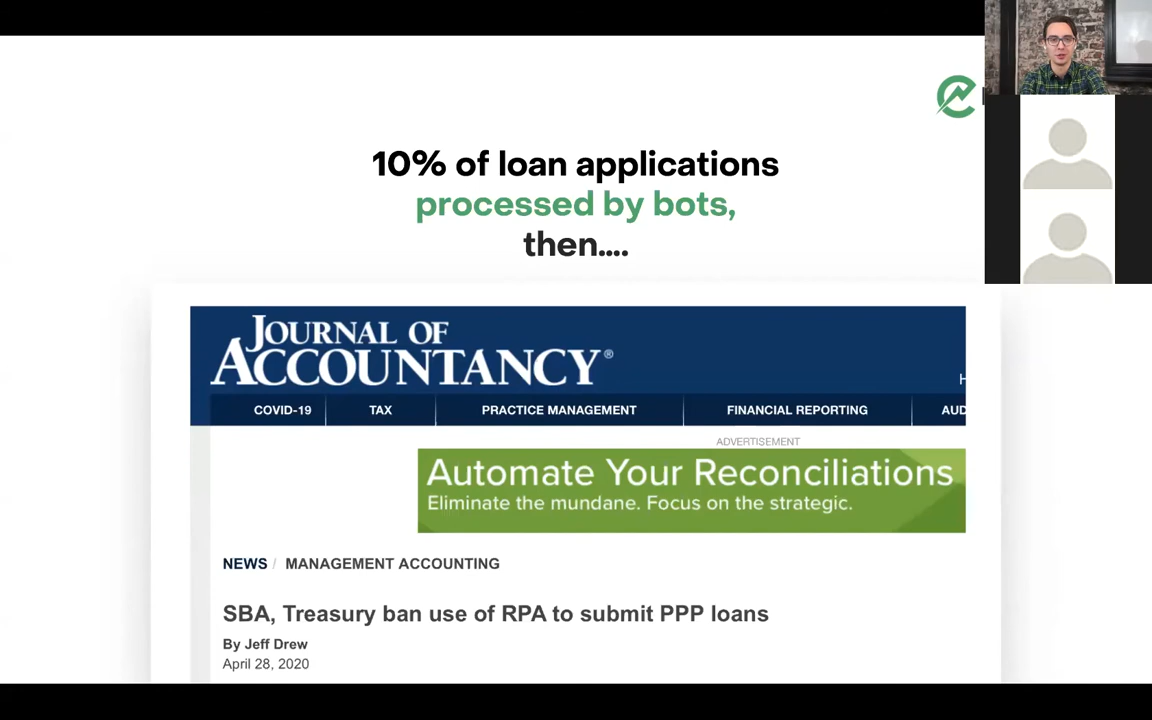 10% of loan applications
processed by bots,
then....
JOURNAL OF
ACCOUNTANCY®
COVID-19
TAX
PRACTICE MANAGEMENT
FINANCIAL REPORTING
AUD
ADVERTISEMENT
Automate Your Reconciliations
Eliminate the mundane. Focus on the strategic.
NEWS / MANAGEMENT ACCOUNTING
SBA, Treasury ban use of RPA to submit PPP loans
By Jeff Drew
April 28, 2020